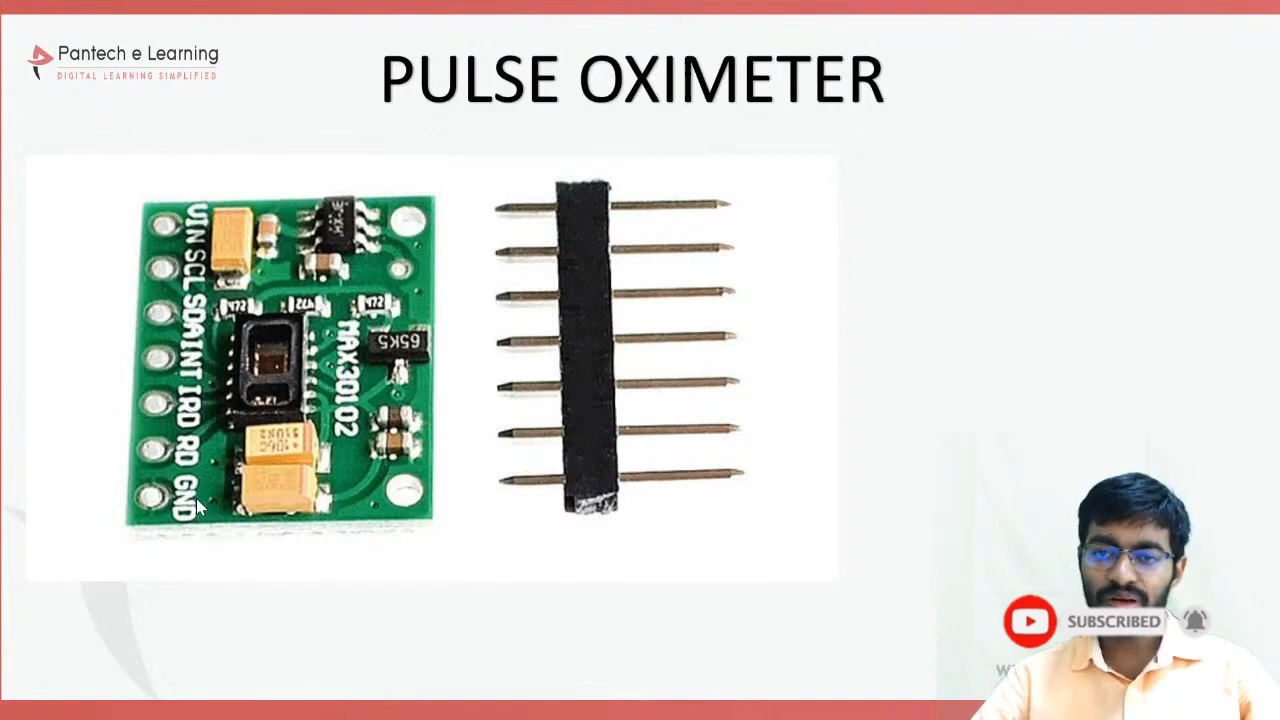 Pantech e Learning
DIGITAL LEARNING SIMPLIFIED
PULSE OXIMETER
VIN SCL SDA INT IRD RD GND
472
472
472
MAX30102
65K5
SUBSCRIBED